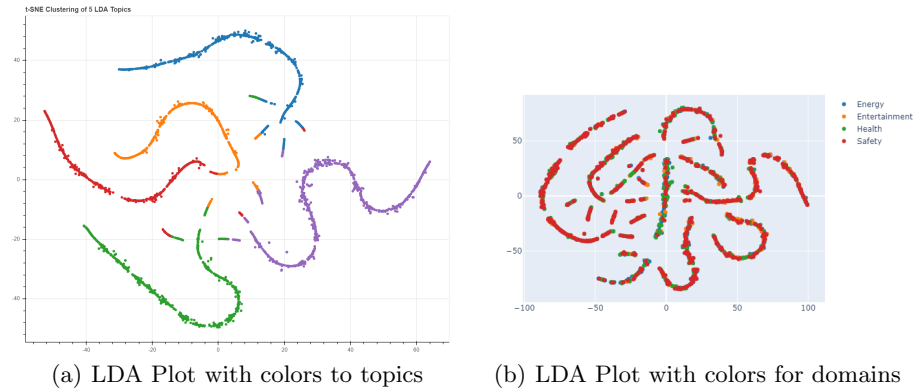 t-SNE Clustering of 5 LDA Topics
40
20
0
-20
-40
-40
-20
0
20
40
60
(a) LDA Plot with colors to topics
Energy
Entertainment
Health
Safety
50
0
−50
−100
−50
0
50
100
(b) LDA Plot with colors for domains